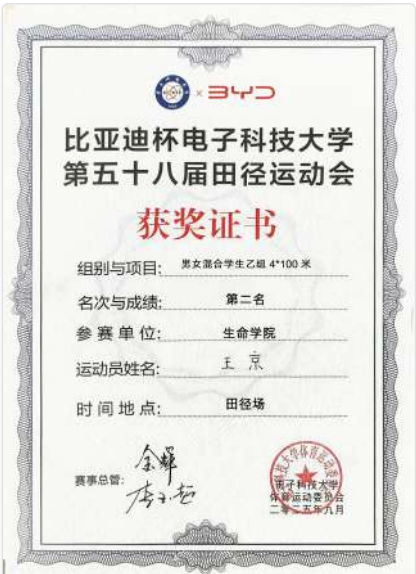 × BYD
比亚迪杯电子科技大学
第五十八届田径运动会
获奖证书
组别与项目: 男女混合学生乙组 4*100 米
名次与成绩: 第二名
参赛单位: 生命学院
运动员姓名: 王京
时间地点: 田径场
赛事总管:
电子科技大学
体育运动委员会
二零二五年九月